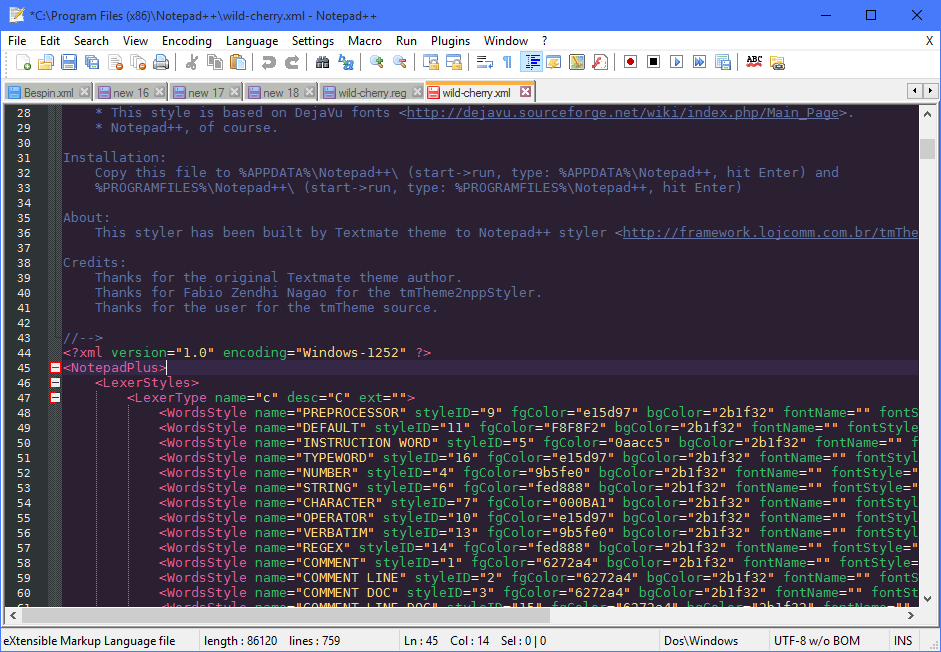 *C:\Program Files (x86)\Notepad++\wild-cherry.xml - Notepad++
File Edit Search View Encoding Language Settings Macro Run Plugins Window ? X
ABC
Bespin.xml new 16 new 17 new 18 wild-cherry.reg wild-cherry.xml
28 * This style is based on DejaVu fonts <http://dejavu.sourceforge.net/wiki/index.php/Main_Page>.
29 * Notepad++, of course.
30
31 Installation:
32 Copy this file to %APPDATA%\Notepad++\ (start->run, type: %APPDATA%\Notepad++, hit Enter) and
33 %PROGRAMFILES%\Notepad++\ (start->run, type: %PROGRAMFILES%\Notepad++, hit Enter)
34
35 About:
36 This styler has been built by Textmate theme to Notepad++ styler <http://framework.lojcomm.com.br/tmThe
37
38 Credits:
39 Thanks for the original Textmate theme author.
40 Thanks for Fabio Zendhi Nagao for the tmTheme2nppStyler.
41 Thanks for the user for the tmTheme source.
42
43 //-->
44 <?xml version="1.0" encoding="Windows-1252" ?>
45 <NotepadPlus>
46 <LexerStyles>
47 <LexerType name="c" desc="C" ext="">
48 <WordsStyle name="PREPROCESSOR" styleID="9" fgColor="e15d97" bgColor="2b1f32" fontName="" fontS
49 <WordsStyle name="DEFAULT" styleID="11" fgColor="F8F8F2" bgColor="2b1f32" fontName="" fontStyle
50 <WordsStyle name="INSTRUCTION WORD" styleID="5" fgColor="0aacc5" bgColor="2b1f32" fontName="" f
51 <WordsStyle name="TYPEWORD" styleID="16" fgColor="e15d97" bgColor="2b1f32" fontName="" fontStyl
52 <WordsStyle name="NUMBER" styleID="4" fgColor="9b5fe0" bgColor="2b1f32" fontName="" fontStyle="
53 <WordsStyle name="STRING" styleID="6" fgColor="fed888" bgColor="2b1f32" fontName="" fontStyle="
54 <WordsStyle name="CHARACTER" styleID="7" fgColor="000BA1" bgColor="2b1f32" fontName="" fontStyl
55 <WordsStyle name="OPERATOR" styleID="10" fgColor="e15d97" bgColor="2b1f32" fontName="" fontStyl
56 <WordsStyle name="VERBATIM" styleID="13" fgColor="9b5fe0" bgColor="2b1f32" fontName="" fontStyl
57 <WordsStyle name="REGEX" styleID="14" fgColor="fed888" bgColor="2b1f32" fontName="" fontStyle="
58 <WordsStyle name="COMMENT" styleID="1" fgColor="6272a4" bgColor="2b1f32" fontName="" fontStyle=
59 <WordsStyle name="COMMENT LINE" styleID="2" fgColor="6272a4" bgColor="2b1f32" fontName="" fontS
60 <WordsStyle name="COMMENT DOC" styleID="3" fgColor="6272a4" bgColor="2b1f32" fontName="" fontSt
61 <WordsStyle name="COMMENT LINE DOC" styleID="15" fgColor="6272a4" bgColor="2b1f32" fontName=""
eXtensible Markup Language file length : 86120 lines : 759 Ln : 45 Col : 14 Sel : 0 | 0 Dos\Windows UTF-8 w/o BOM INS